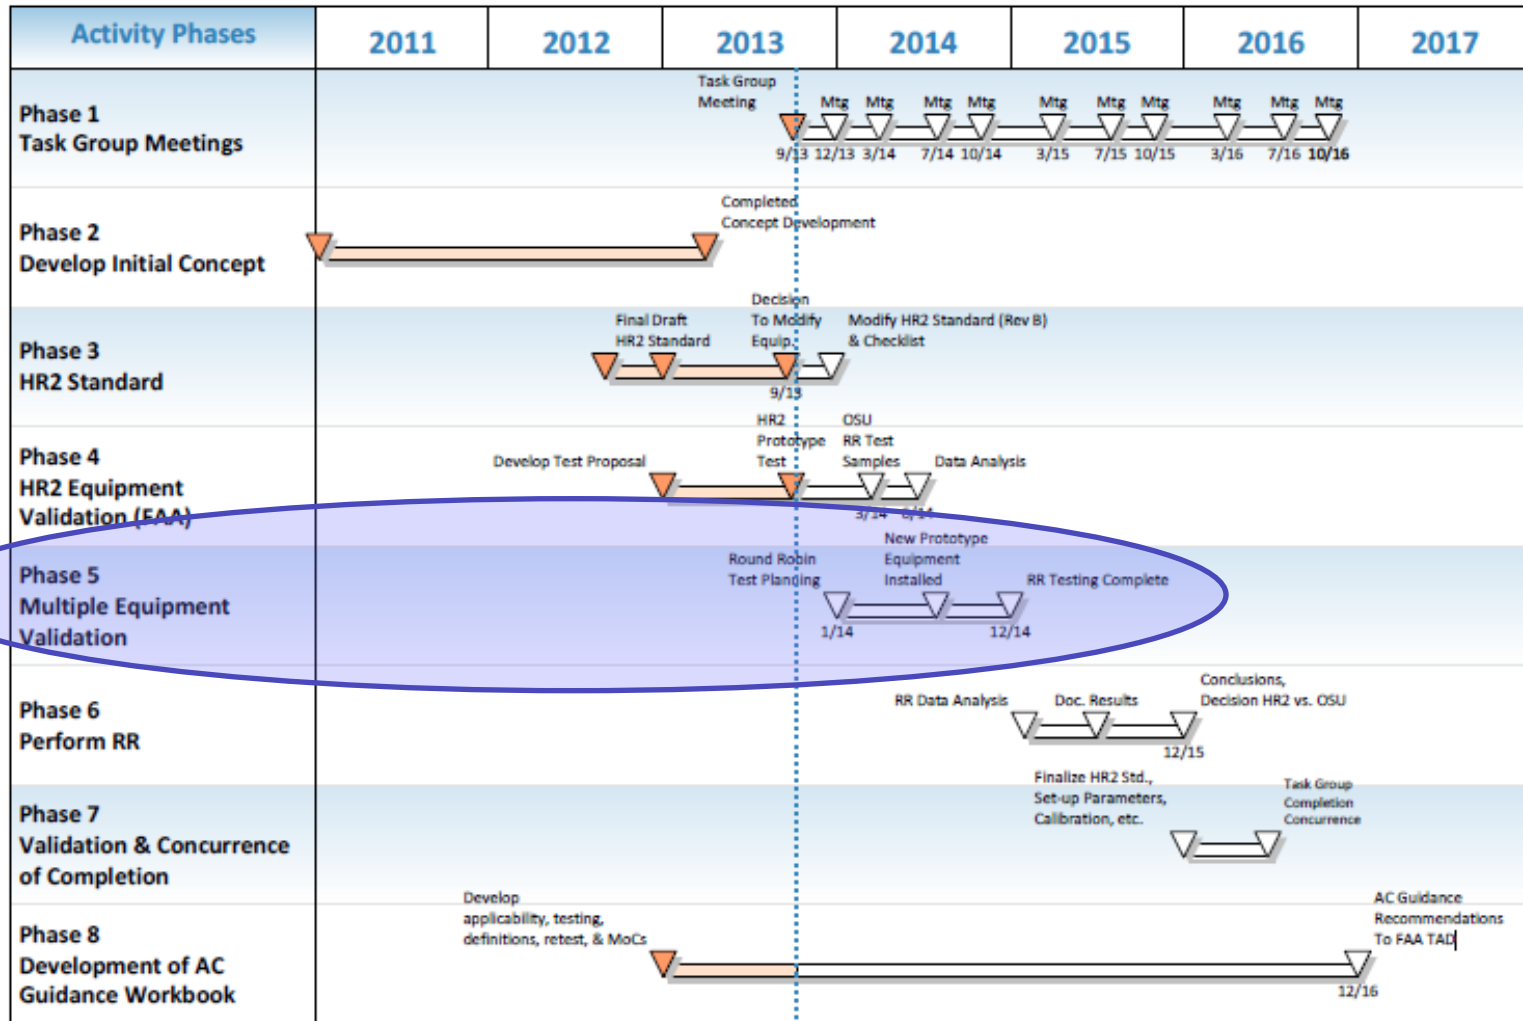 Activity Phases 2011 2012 2013 2014 2015 2016 2017
Phase 1
Task Group Meetings
Task Group
Meeting Mtg Mtg Mtg Mtg Mtg Mtg Mtg Mtg Mtg Mtg
9/13 12/13 3/14 7/14 10/14 3/15 7/15 10/15 3/16 7/16 10/16
Phase 2
Develop Initial Concept
Completed
Concept Development
Phase 3
HR2 Standard
Final Draft
HR2 Standard
Decision
To Modify
Equip.
9/13
Modify HR2 Standard (Rev B)
& Checklist
Phase 4
HR2 Equipment
Validation (FAA)
Develop Test Proposal
HR2
Prototype
Test
OSU
RR Test
Samples
Data Analysis
3/14 6/14
Phase 5
Multiple Equipment
Validation
Round Robin
Test Planning
New Prototype
Equipment
Installed
RR Testing Complete
1/14 12/14
Phase 6
Perform RR
RR Data Analysis
Doc. Results
Conclusions,
Decision HR2 vs. OSU
12/15
Phase 7
Validation & Concurrence
of Completion
Finalize HR2 Std.,
Set-up Parameters,
Calibration, etc.
Task Group
Completion
Concurrence
Phase 8
Development of AC
Guidance Workbook
Develop
applicability, testing,
definitions, retest, & MoCs
AC Guidance
Recommendations
To FAA TAD
12/16